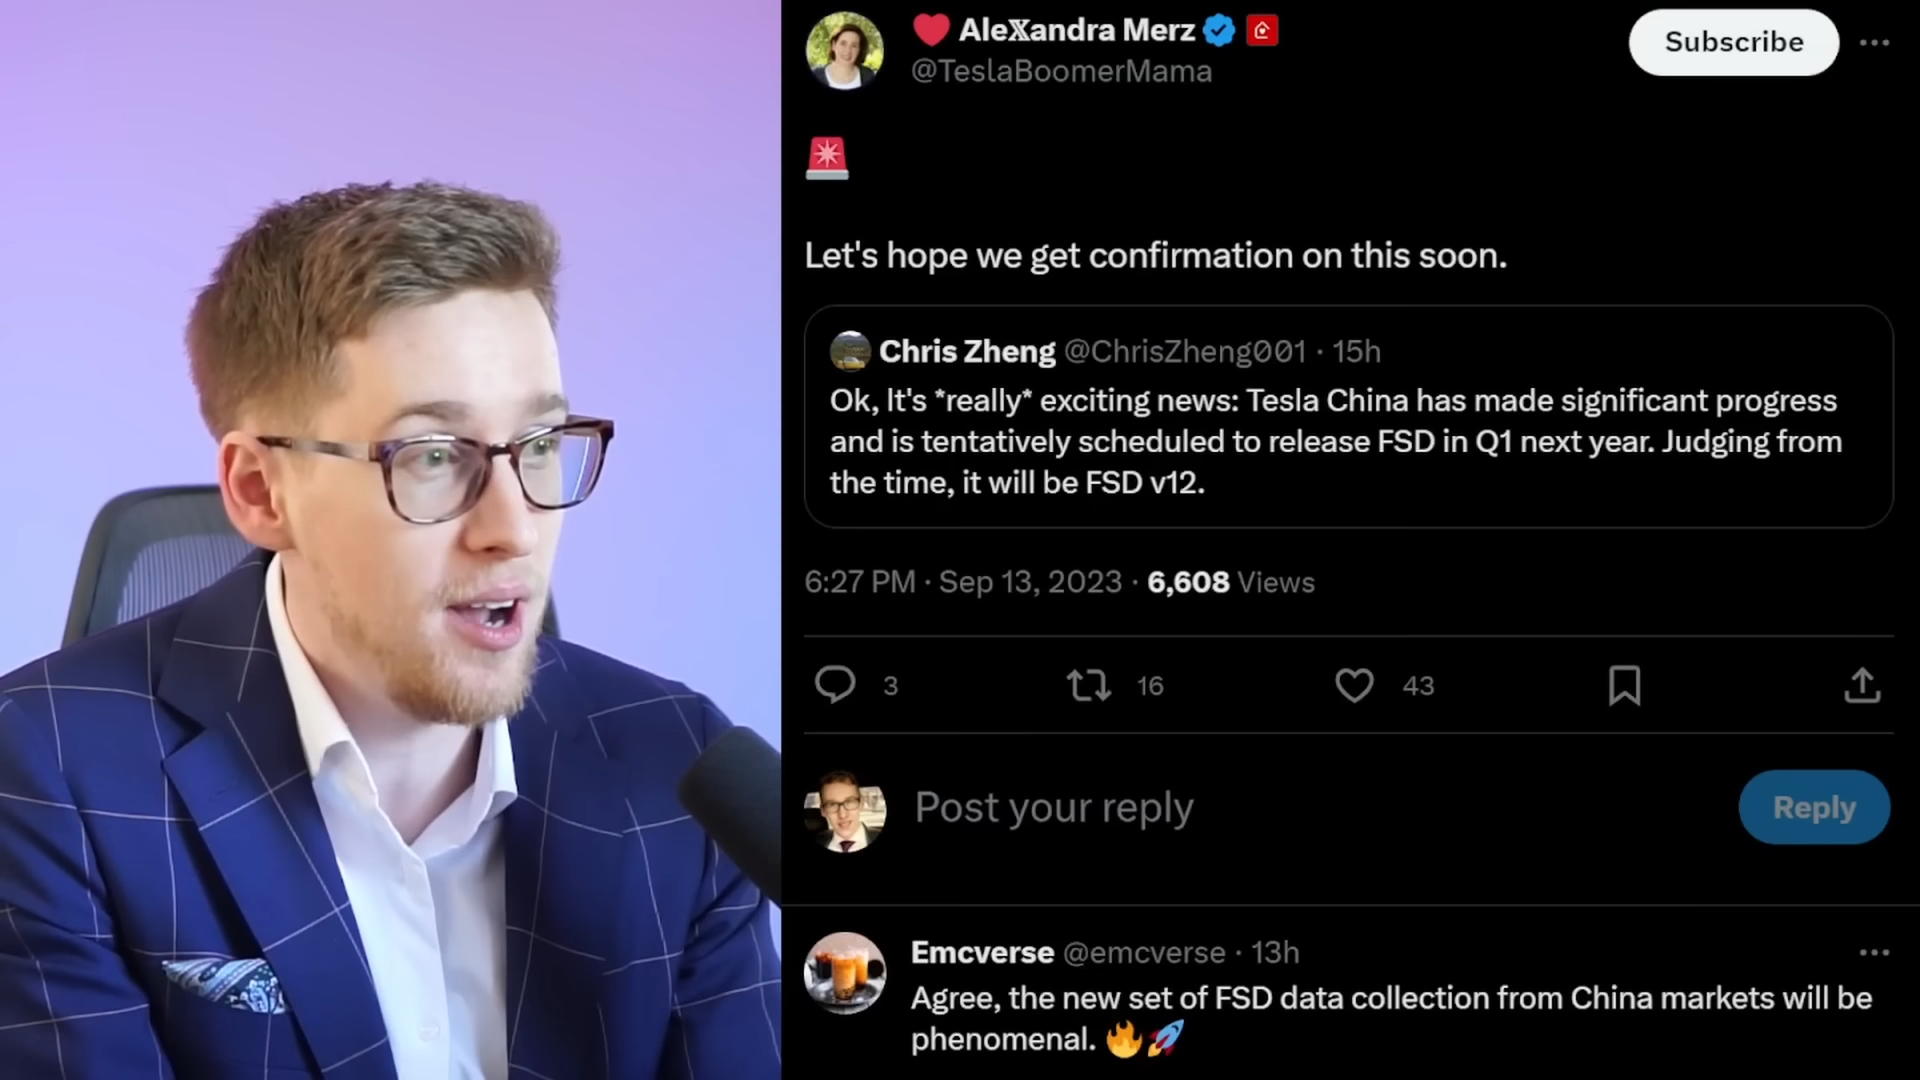 ❤️ Ale𝕏andra Merz
Subscribe
@TeslaBoomerMama
🚨
Let's hope we get confirmation on this soon.
Chris Zheng @ChrisZheng001 · 15h
Ok, It's *really* exciting news: Tesla China has made significant progress
and is tentatively scheduled to release FSD in Q1 next year. Judging from
the time, it will be FSD v12.
6:27 PM · Sep 13, 2023 · 6,608 Views
3 16 43
Post your reply
Reply
Emcverse @emcverse · 13h
Agree, the new set of FSD data collection from China markets will be
phenomenal. 🔥🚀